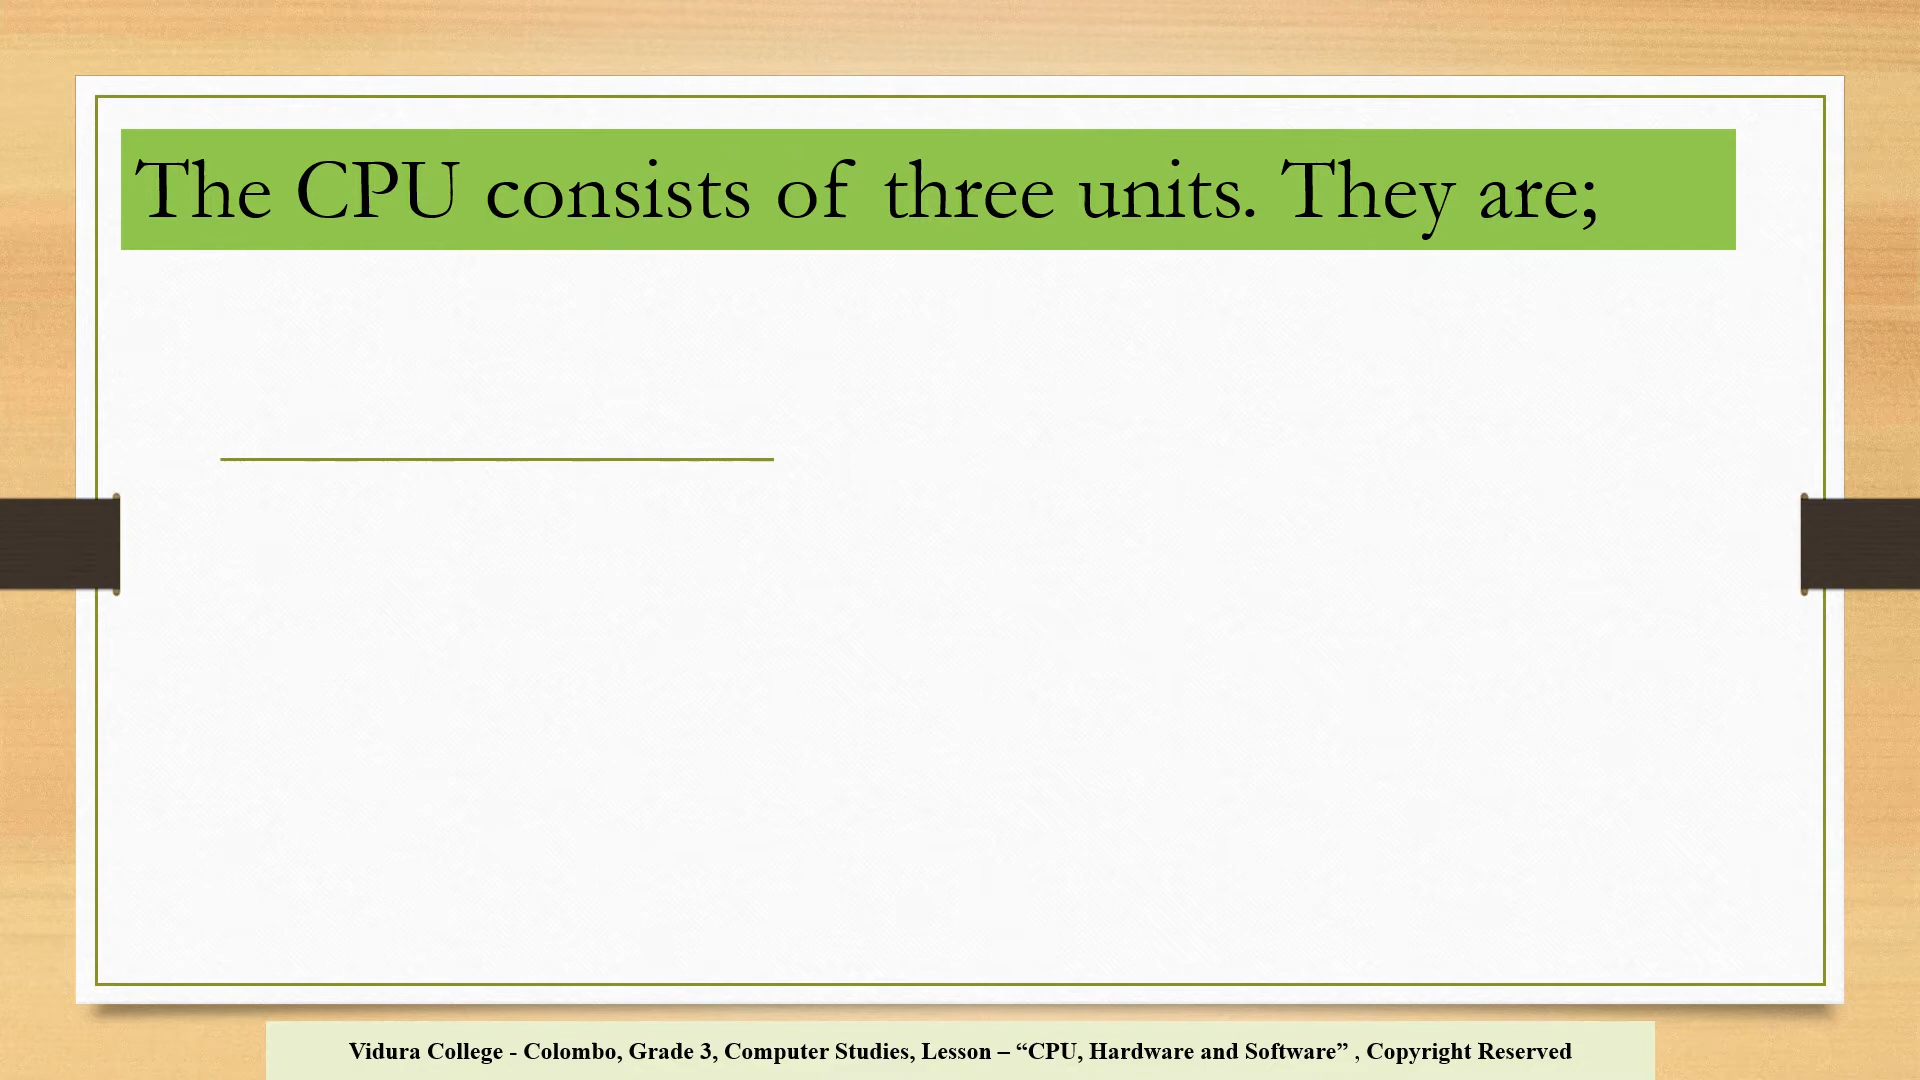 The CPU consists of three units. They are;
Vidura College - Colombo, Grade 3, Computer Studies, Lesson – “CPU, Hardware and Software” , Copyright Reserved